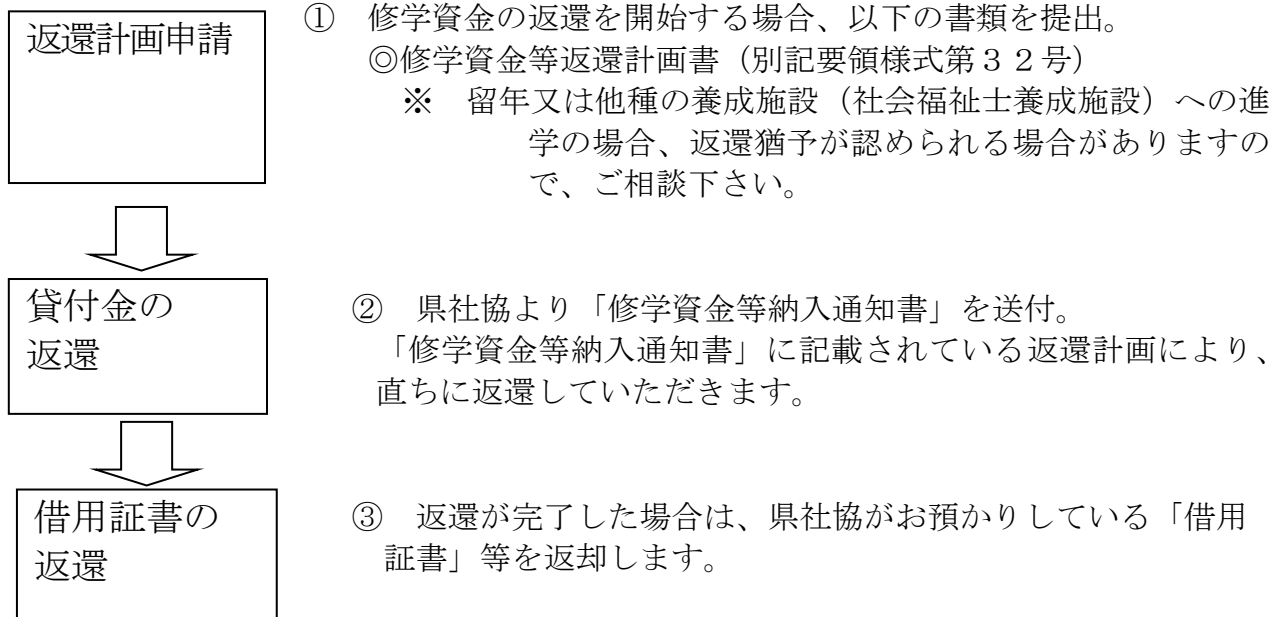 返還計画申請
① 修学資金の返還を開始する場合、以下の書類を提出。
◎修学資金等返還計画書（別記要領様式第３２号）
※ 留年又は他種の養成施設（社会福祉士養成施設）への進
学の場合、返還猶予が認められる場合がありますの
で、ご相談下さい。
貸付金の
返還
② 県社協より「修学資金等納入通知書」を送付。
「修学資金等納入通知書」に記載されている返還計画により、
直ちに返還していただきます。
借用証書の
返還
③ 返還が完了した場合は、県社協がお預かりしている「借用
証書」等を返却します。